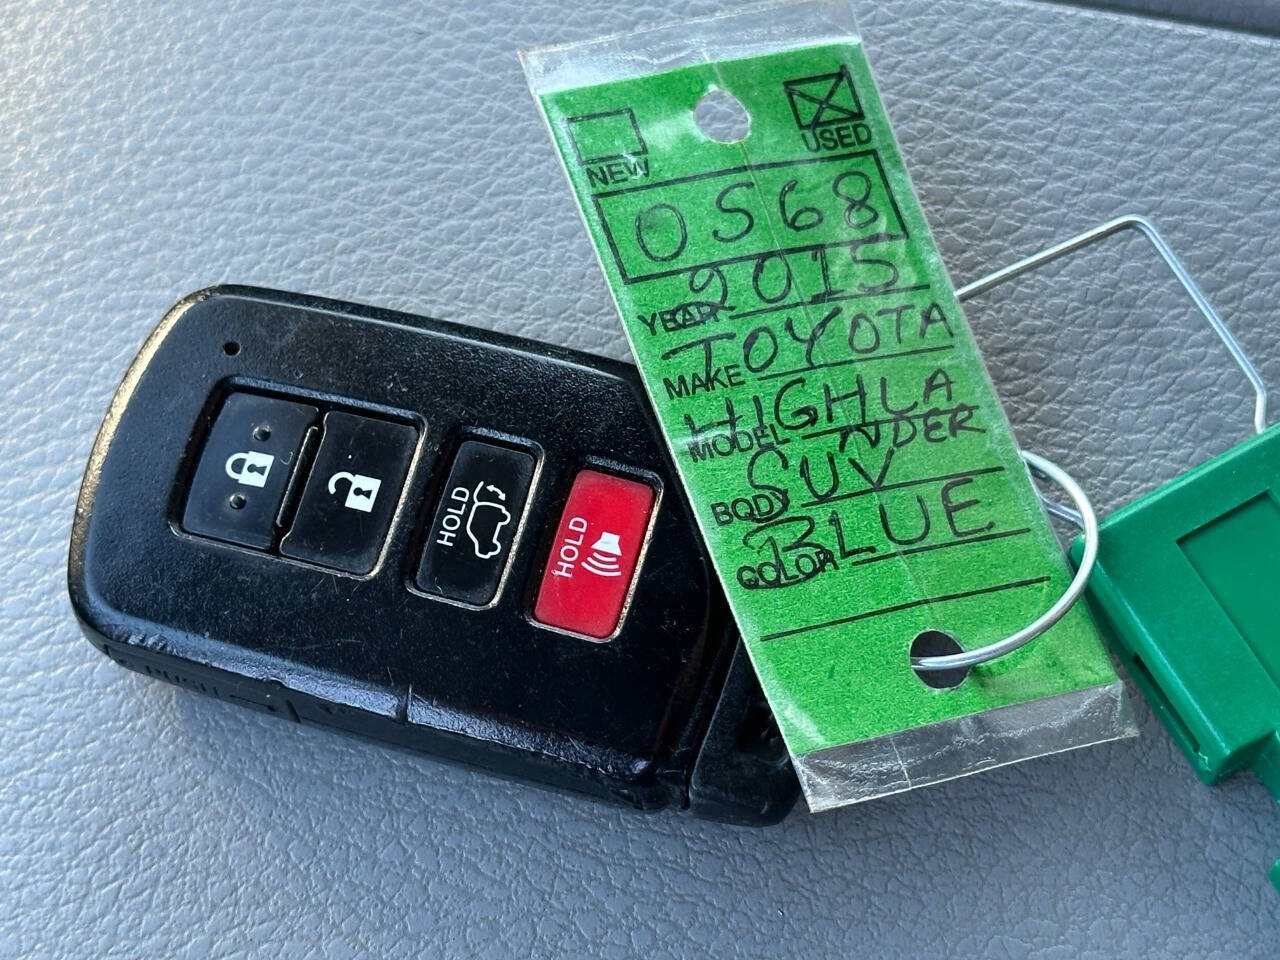 NEW
USED
0568
YEAR 2015
MAKE TOYOTA
MODEL HIGHLA
NDER
BODY SUV
COLOR BLUE
HOLD
HOLD